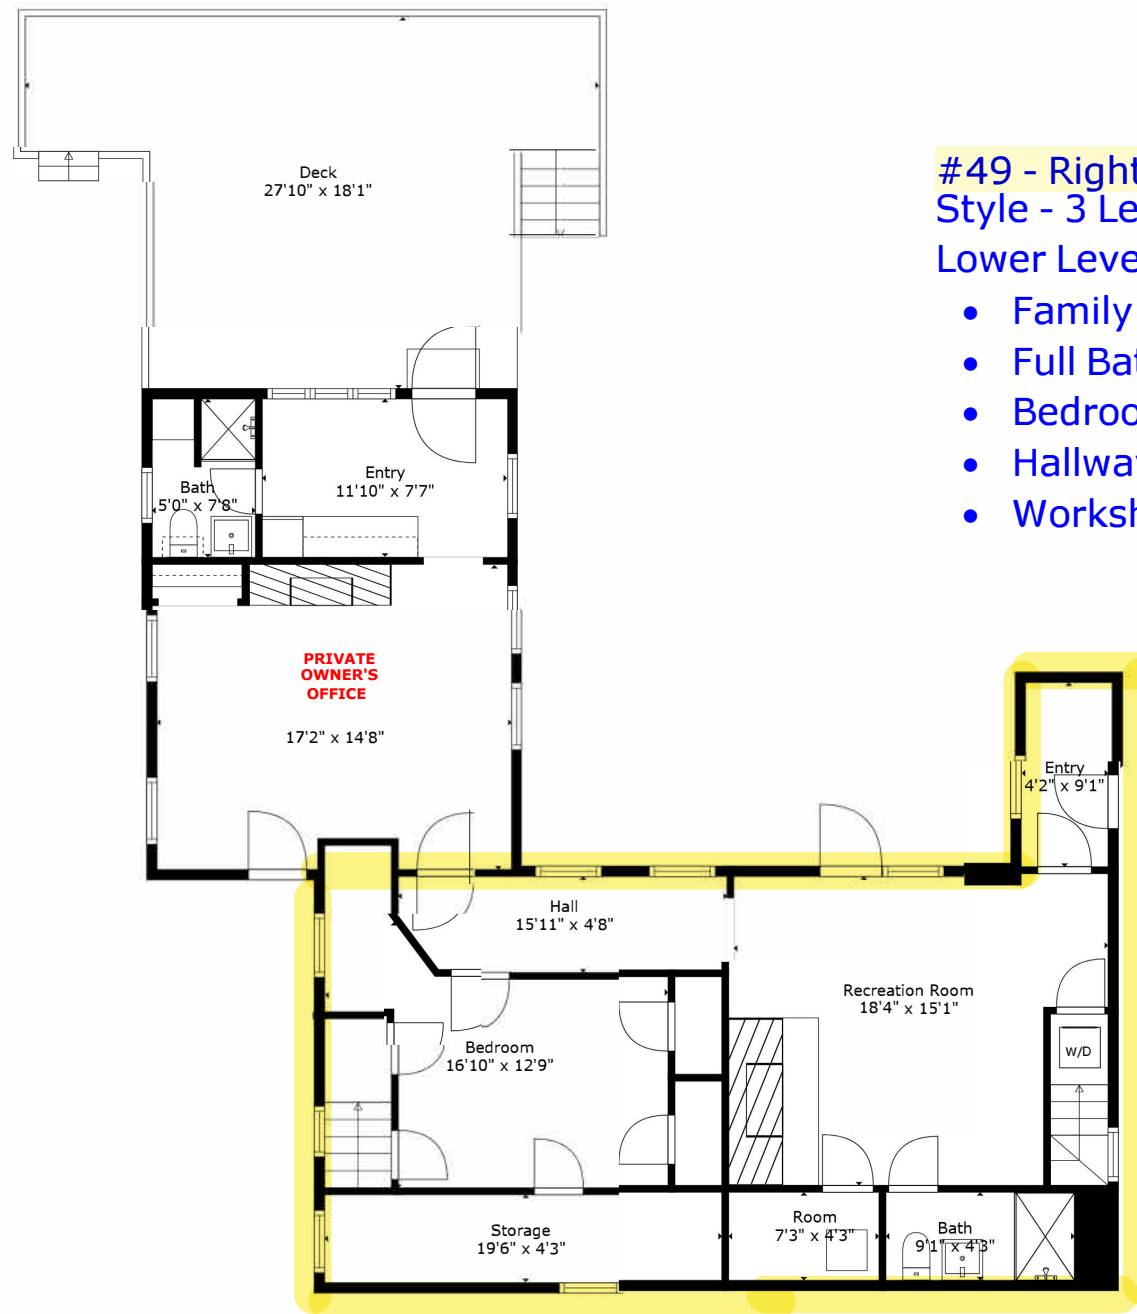 Deck
27'10" x 18'1"
#49 - Right
Style - 3 Le
Lower Leve
• Family
• Full Bat
• Bedroo
• Hallway
• Worksh
Entry
11'10" x 7'7"
Bath
5'0" x 7'8"
PRIVATE
OWNER'S
OFFICE
17'2" x 14'8"
Entry
4'2" x 9'1"
Hall
15'11" x 4'8"
Recreation Room
18'4" x 15'1"
Bedroom
16'10" x 12'9"
W/D
Storage
19'6" x 4'3"
Room
7'3" x 4'3"
Bath
9'1" x 4'3"